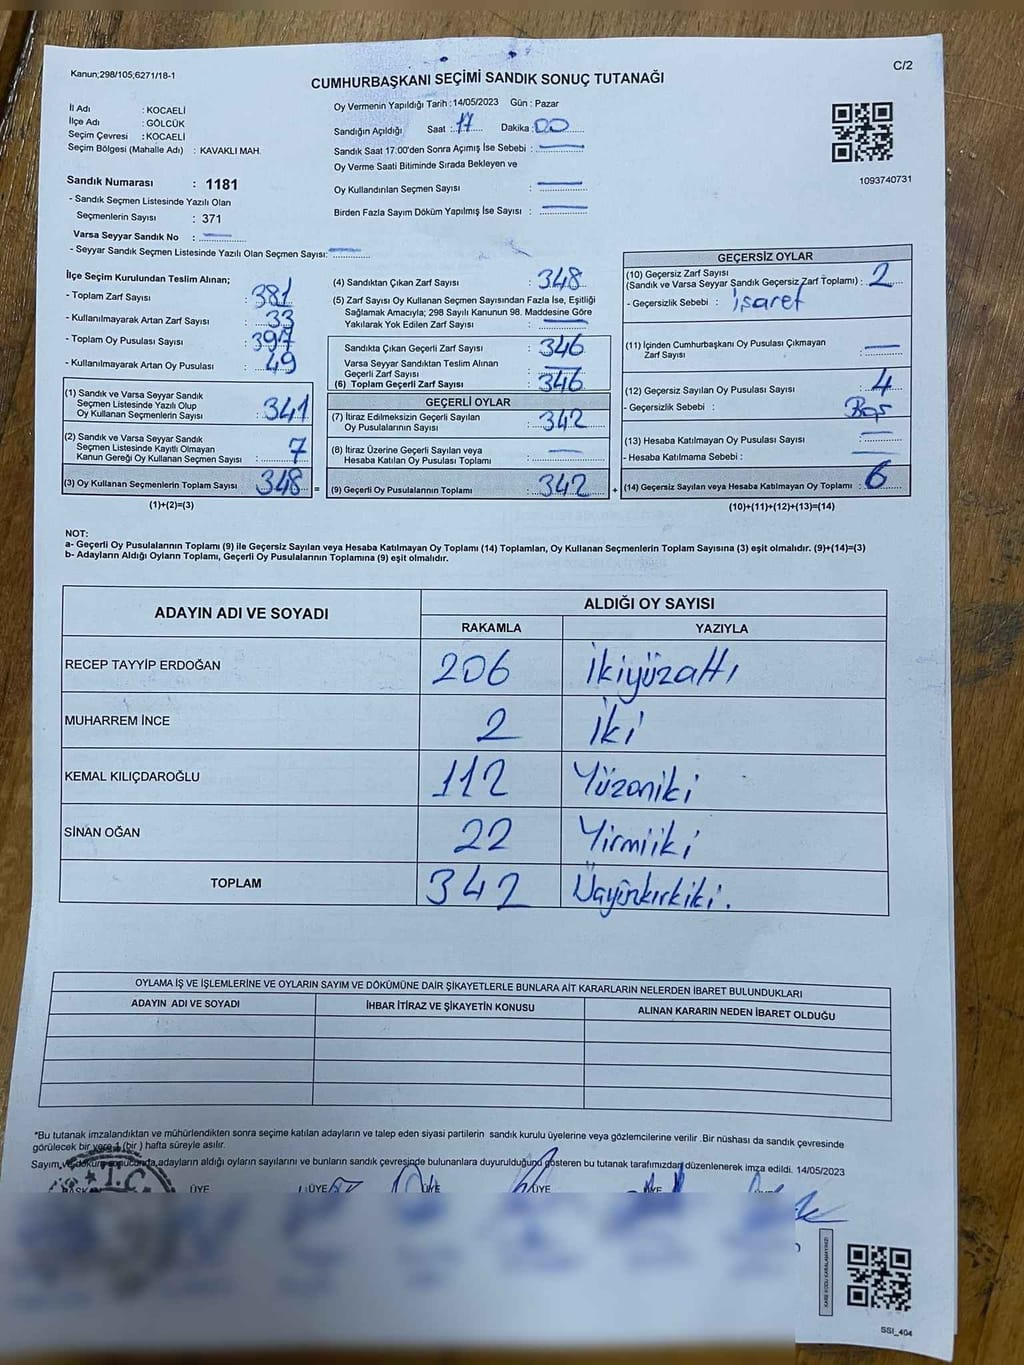 Kanun;298/105;6271/18-1
C/2
CUMHURBAŞKANI SEÇİMİ SANDIK SONUÇ TUTANAĞI
İl Adı : KOCAELİ
İlçe Adı : GÖLCÜK
Seçim Çevresi : KOCAELİ
Seçim Bölgesi (Mahalle Adı) : KAVAKLI MAH.
Sandık Numarası : 1181
- Sandık Seçmen Listesinde Yazılı Olan
Seçmenlerin Sayısı : 371
Varsa Seyyar Sandık No :
- Seyyar Sandık Seçmen Listesinde Yazılı Olan Seçmen Sayısı:
Oy Vermenin Yapıldığı Tarih :14/05/2023 Gün : Pazar
Sandığın Açıldığı Saat : 17 Dakika : 00
Sandık Saat 17:00'den Sonra Açımış İse Sebebi :
Oy Verme Saati Bitiminde Sırada Bekleyen ve
Oy Kullandırılan Seçmen Sayısı :
Birden Fazla Sayım Döküm Yapılmış İse Sayısı :
1093740731
İlçe Seçim Kurulundan Teslim Alınan;
- Toplam Zarf Sayısı : 381
- Kullanılmayarak Artan Zarf Sayısı : 33
- Toplam Oy Pusulası Sayısı : 397
- Kullanılmayarak Artan Oy Pusulası : 49
(1) Sandık ve Varsa Seyyar Sandık
Seçmen Listesinde Yazılı Olup
Oy Kullanan Seçmenlerin Sayısı : 341
(2) Sandık ve Varsa Seyyar Sandık
Seçmen Listesinde Kayıtlı Olmayan
Kanun Gereği Oy Kullanan Seçmen Sayısı : 7
(3) Oy Kullanan Seçmenlerin Toplam Sayısı : 348 =
(1)+(2)=(3)
(4) Sandıktan Çıkan Zarf Sayısı : 348
(5) Zarf Sayısı Oy Kullanan Seçmen Sayısından Fazla İse, Eşitliği
Sağlamak Amacıyla; 298 Sayılı Kanunun 98. Maddesine Göre
Yakılarak Yok Edilen Zarf Sayısı :
Sandıkta Çıkan Geçerli Zarf Sayısı : 346
Varsa Seyyar Sandıktan Teslim Alınan
Geçerli Zarf Sayısı :
(6) Toplam Geçerli Zarf Sayısı : 346
GEÇERLİ OYLAR
(7) İtiraz Edilmeksizin Geçerli Sayılan
Oy Pusulalarının Sayısı : 342
(8) İtiraz Üzerine Geçerli Sayılan veya
Hesaba Katılan Oy Pusulası Toplamı :
(9) Geçerli Oy Pusulalarının Toplamı : 342 +
GEÇERSİZ OYLAR
(10) Geçersiz Zarf Sayısı
(Sandık ve Varsa Seyyar Sandık Geçersiz Zarf Toplamı) : 2
- Geçersizlik Sebebi : işaret
(11) İçinden Cumhurbaşkanı Oy Pusulası Çıkmayan
Zarf Sayısı :
(12) Geçersiz Sayılan Oy Pusulası Sayısı : 4
- Geçersizlik Sebebi : Boş
(13) Hesaba Katılmayan Oy Pusulası Sayısı :
- Hesaba Katılmama Sebebi :
(14) Geçersiz Sayılan veya Hesaba Katılmayan Oy Toplamı : 6
(10)+(11)+(12)+(13)=(14)
NOT:
a- Geçerli Oy Pusulalarının Toplamı (9) ile Geçersiz Sayılan veya Hesaba Katılmayan Oy Toplamı (14) Toplamları, Oy Kullanan Seçmenlerin Toplam Sayısına (3) eşit olmalıdır. (9)+(14)=(3)
b- Adayların Aldığı Oyların Toplamı, Geçerli Oy Pusulalarının Toplamına (9) eşit olmalıdır.
ADAYIN ADI VE SOYADI
ALDIĞI OY SAYISI
RAKAMLA YAZIYLA
RECEP TAYYİP ERDOĞAN 206 İkiyüzaltı
MUHARREM İNCE 2 İki
KEMAL KILIÇDAROĞLU 112 Yüzoniki
SİNAN OĞAN 22 Yirmiiki
TOPLAM 342
OYLAMA İŞ VE İŞLEMLERİNE VE OYLARIN SAYIM VE DÖKÜMÜNE DAİR ŞİKAYETLERLE BUNLARA AİT KARARLARIN NELERDEN İBARET BULUNDUKLARI
ADAYIN ADI VE SOYADI İHBAR İTİRAZ VE ŞİKAYETİN KONUSU ALINAN KARARIN NEDEN İBARET OLDUĞU
*Bu tutanak imzalandıktan ve mühürlendikten sonra seçime katılan adayların ve talep eden siyasi partilerin sandık kurulu üyelerine veya gözlemcilerine verilir .Bir nüshası da sandık çevresinde
görülecek bir yere 1 (bir ) hafta süreyle asılır.
Sayım ve döküm sonucunda,adayların aldığı oyların sayılarını ve bunların sandık çevresinde bulunanlara duyurulduğunu gösteren bu tutanak tarafımızdan düzenlenerek imza edildi. 14/05/2023
T.C.
ÜYE ÜYE ÜYE ÜYE
SSI_404